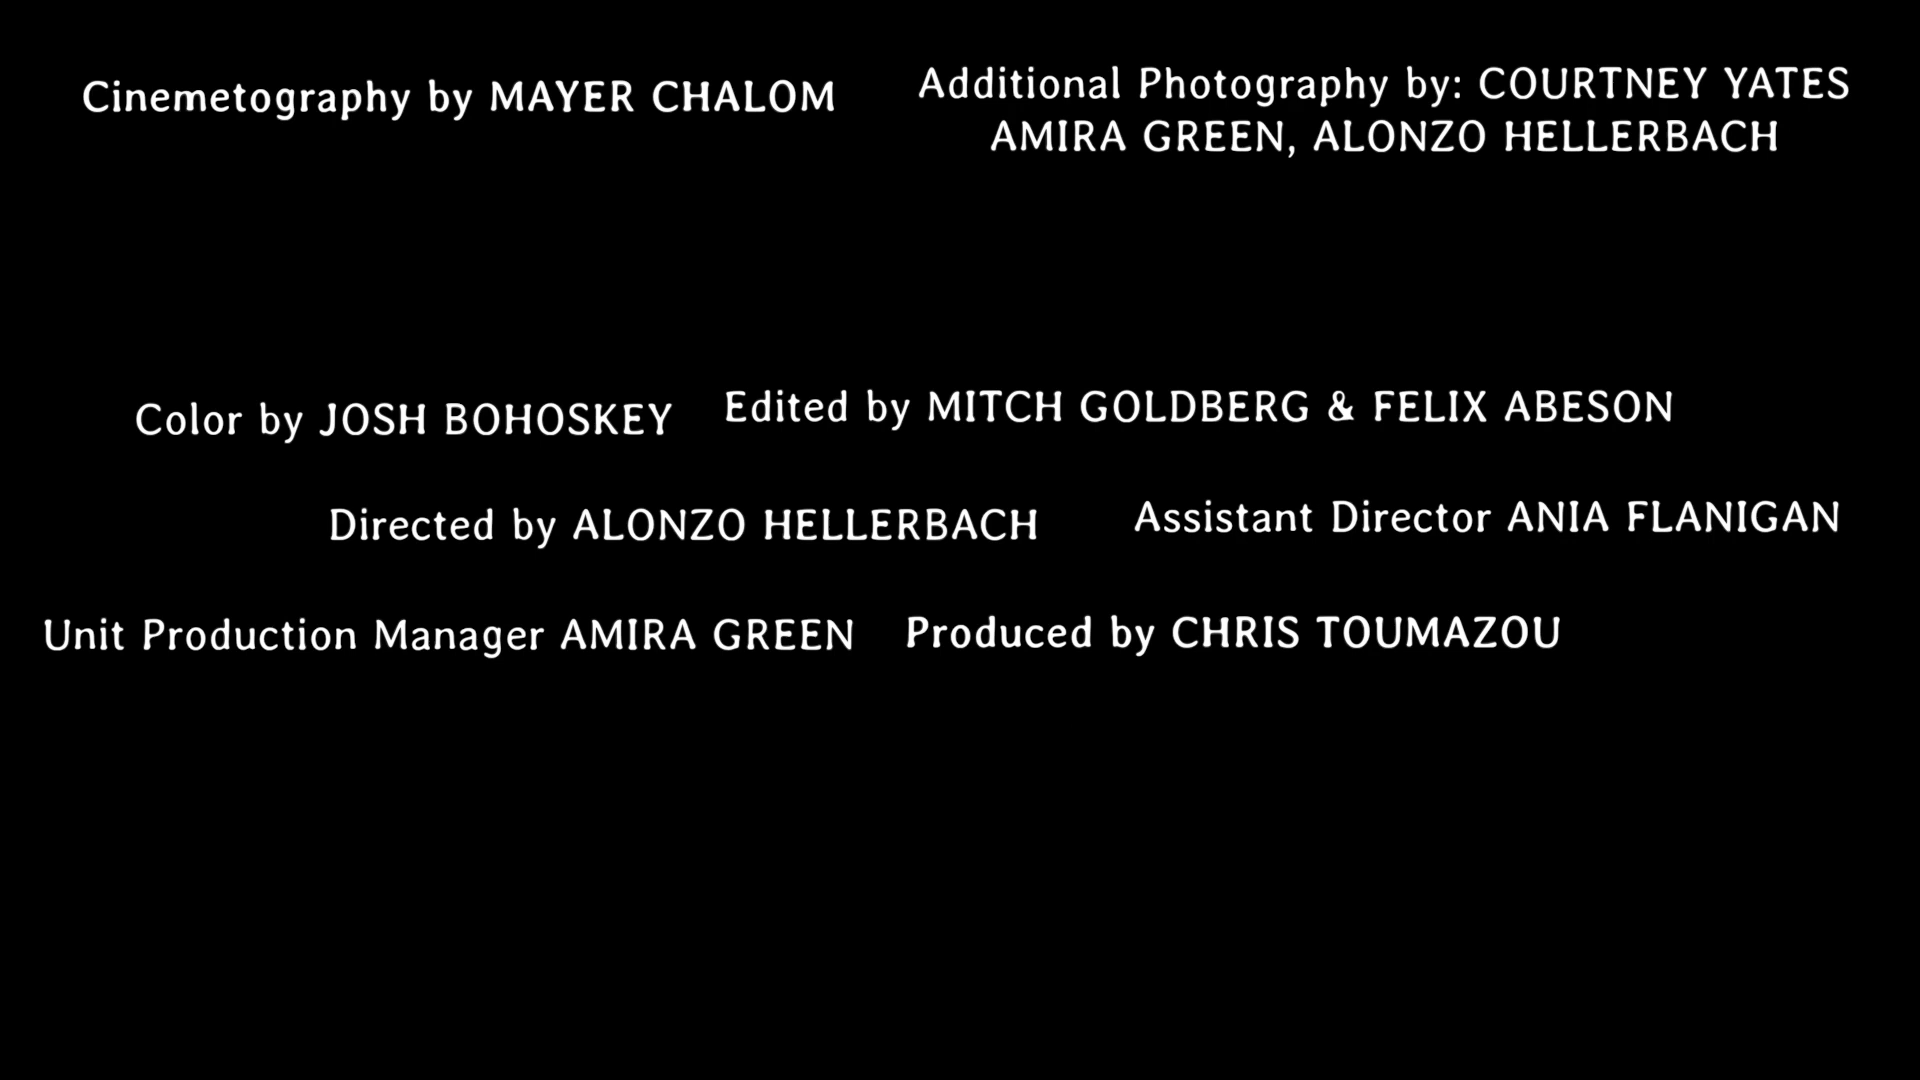 Cinemetography by MAYER CHALOM
Additional Photography by: COURTNEY YATES
AMIRA GREEN, ALONZO HELLERBACH
Color by JOSH BOHOSKEY
Edited by MITCH GOLDBERG & FELIX ABESON
Directed by ALONZO HELLERBACH
Assistant Director ANIA FLANIGAN
Unit Production Manager AMIRA GREEN
Produced by CHRIS TOUMAZOU